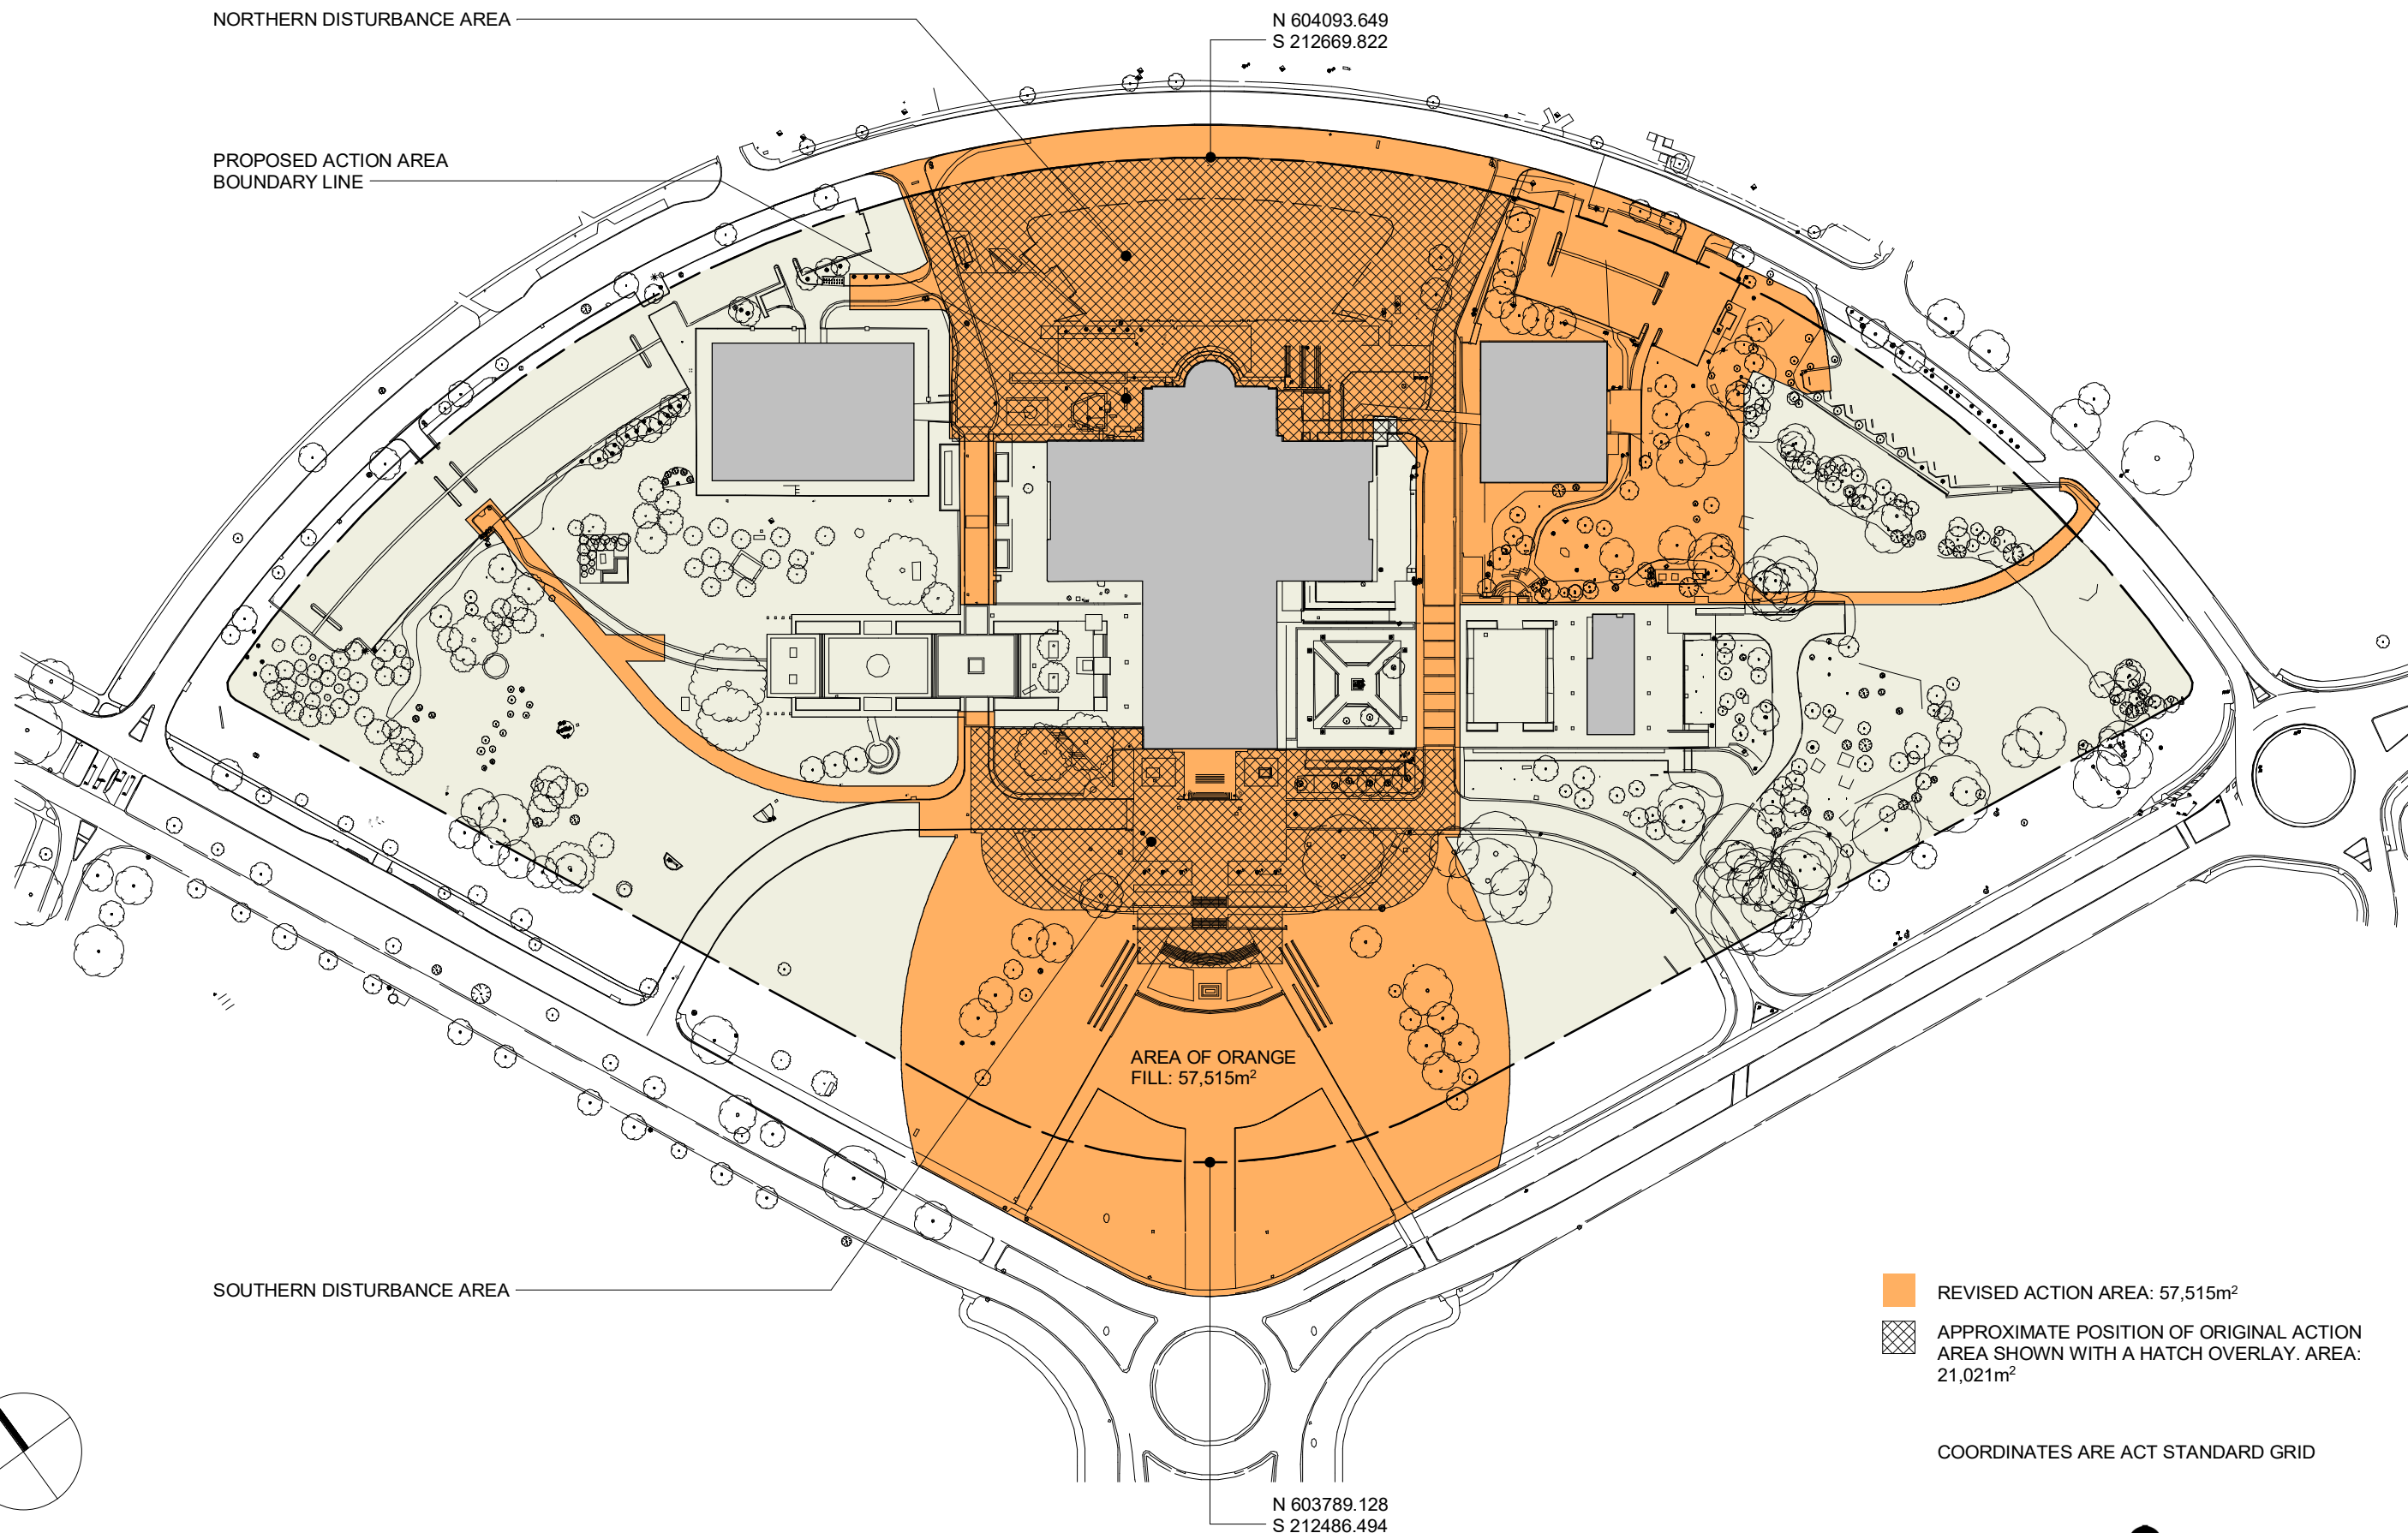 NORTHERN DISTURBANCE AREA
N 604093.649
S 212669.822
PROPOSED ACTION AREA
BOUNDARY LINE
AREA OF ORANGE
FILL: 57,515m²
SOUTHERN DISTURBANCE AREA
REVISED ACTION AREA: 57,515m²
APPROXIMATE POSITION OF ORIGINAL ACTION
AREA SHOWN WITH A HATCH OVERLAY. AREA:
21,021m²
COORDINATES ARE ACT STANDARD GRID
N 603789.128
S 212486.494